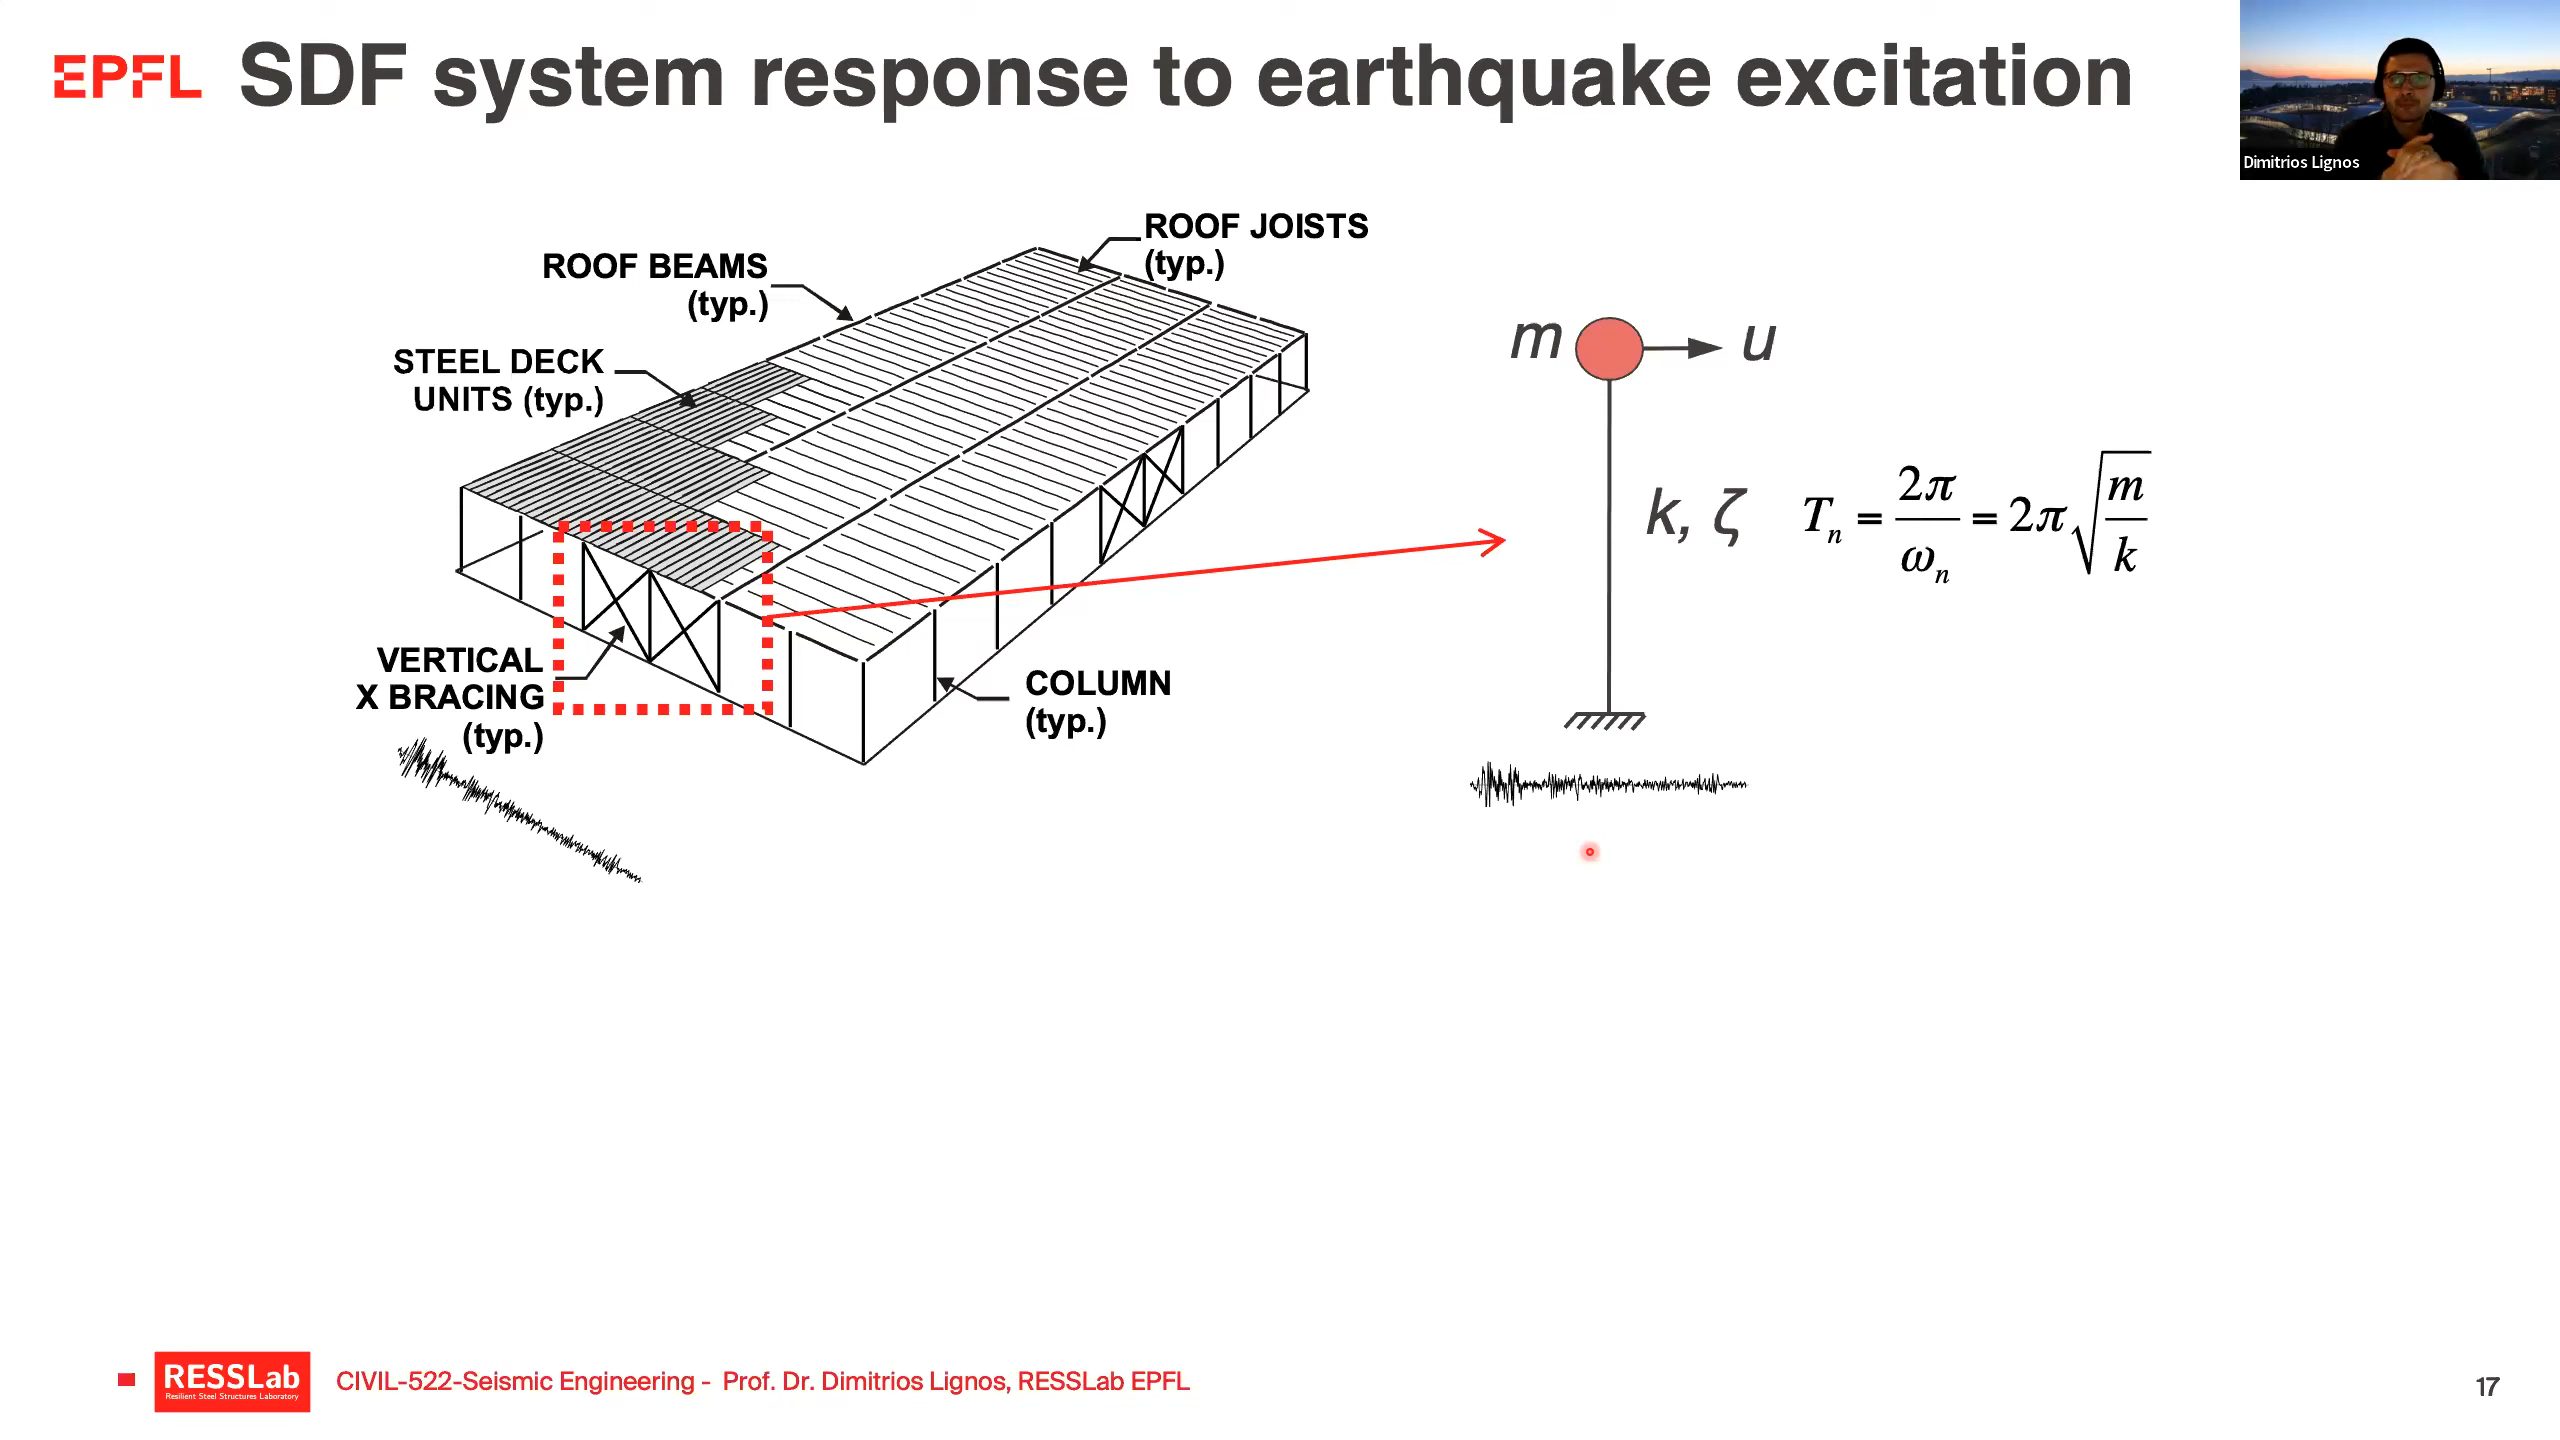 EPFL SDF system response to earthquake excitation
Dimitrios Lignos
ROOF JOISTS
(typ.)
ROOF BEAMS
(typ.)
STEEL DECK
UNITS (typ.)
VERTICAL
X BRACING
(typ.)
COLUMN
(typ.)
m
u
k, ζ
Tₙ = 2π/ωₙ = 2π√(m/k)
RESSLab
Resilient Steel Structures Laboratory
CIVIL-522-Seismic Engineering - Prof. Dr. Dimitrios Lignos, RESSLab EPFL
17